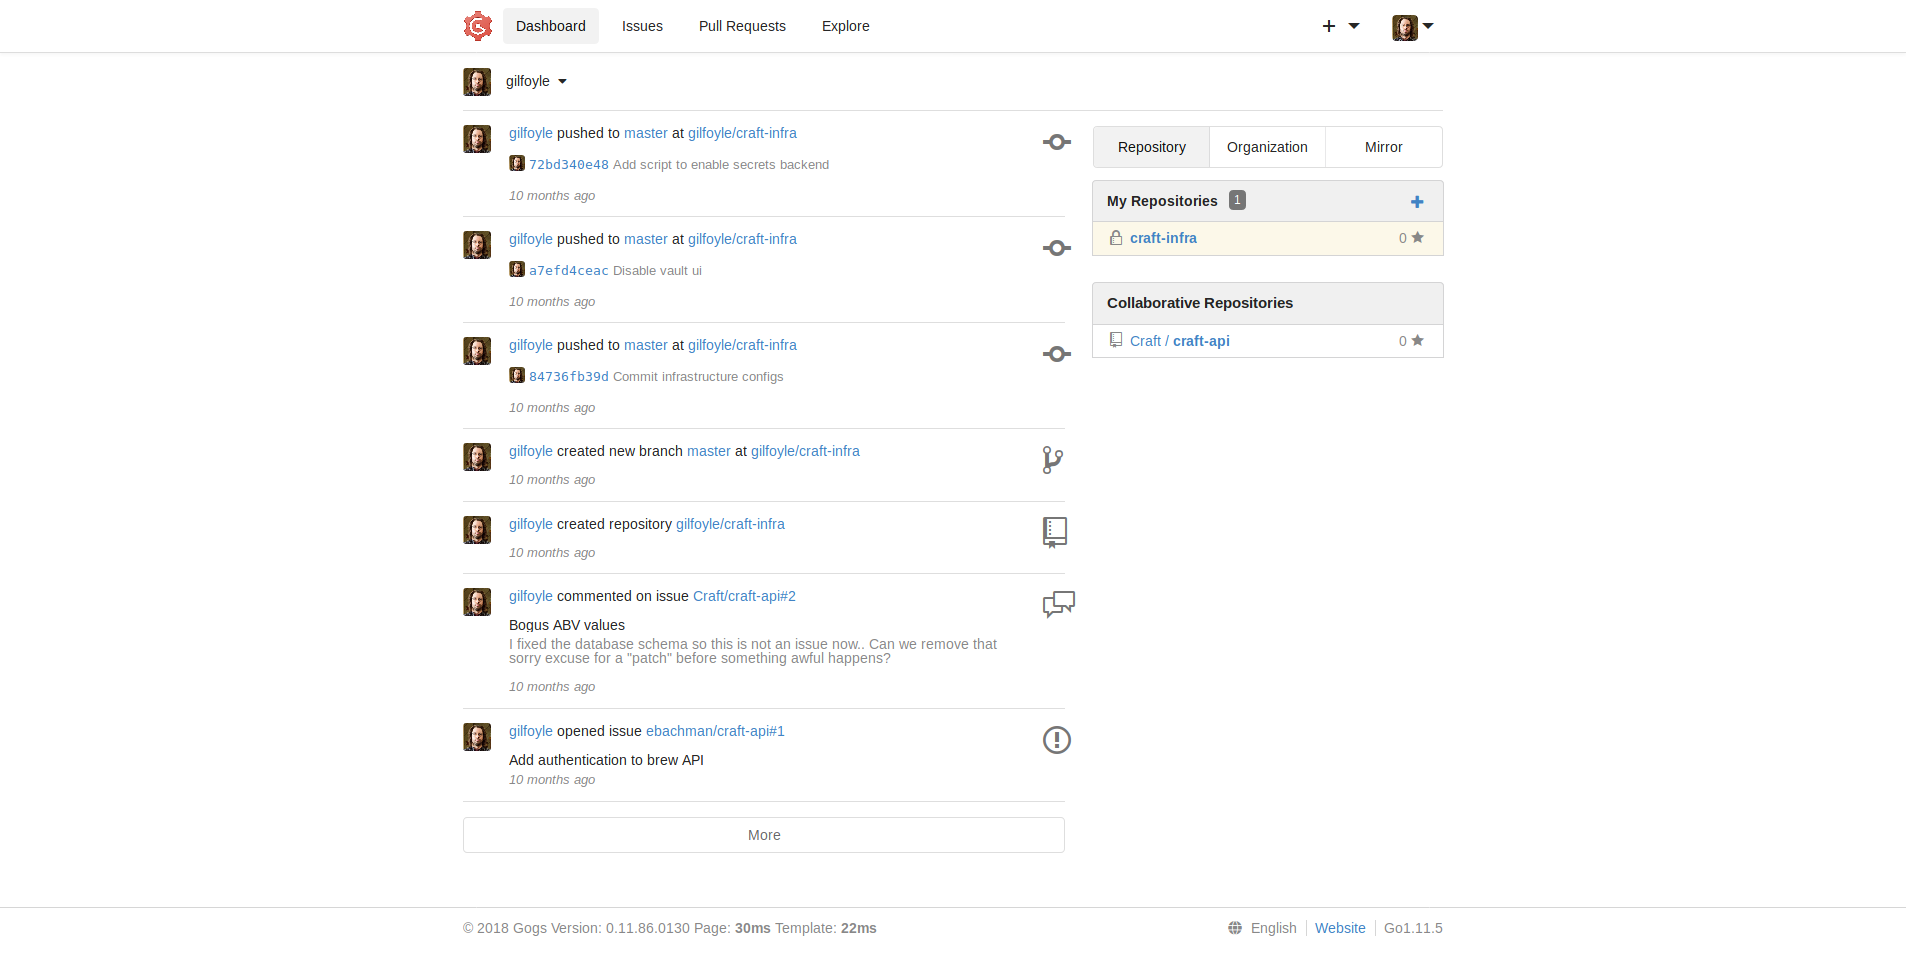 Dashboard Issues Pull Requests Explore
gilfoyle
gilfoyle pushed to master at gilfoyle/craft-infra
72bd340e48 Add script to enable secrets backend
10 months ago
gilfoyle pushed to master at gilfoyle/craft-infra
a7efd4ceac Disable vault ui
10 months ago
gilfoyle pushed to master at gilfoyle/craft-infra
84736fb39d Commit infrastructure configs
10 months ago
gilfoyle created new branch master at gilfoyle/craft-infra
10 months ago
gilfoyle created repository gilfoyle/craft-infra
10 months ago
gilfoyle commented on issue Craft/craft-api#2
Bogus ABV values
I fixed the database schema so this is not an issue now.. Can we remove that
sorry excuse for a "patch" before something awful happens?
10 months ago
gilfoyle opened issue ebachman/craft-api#1
Add authentication to brew API
10 months ago
More
Repository Organization Mirror
My Repositories 1
craft-infra 0
Collaborative Repositories
Craft / craft-api 0
© 2018 Gogs Version: 0.11.86.0130 Page: 30ms Template: 22ms
English Website Go1.11.5